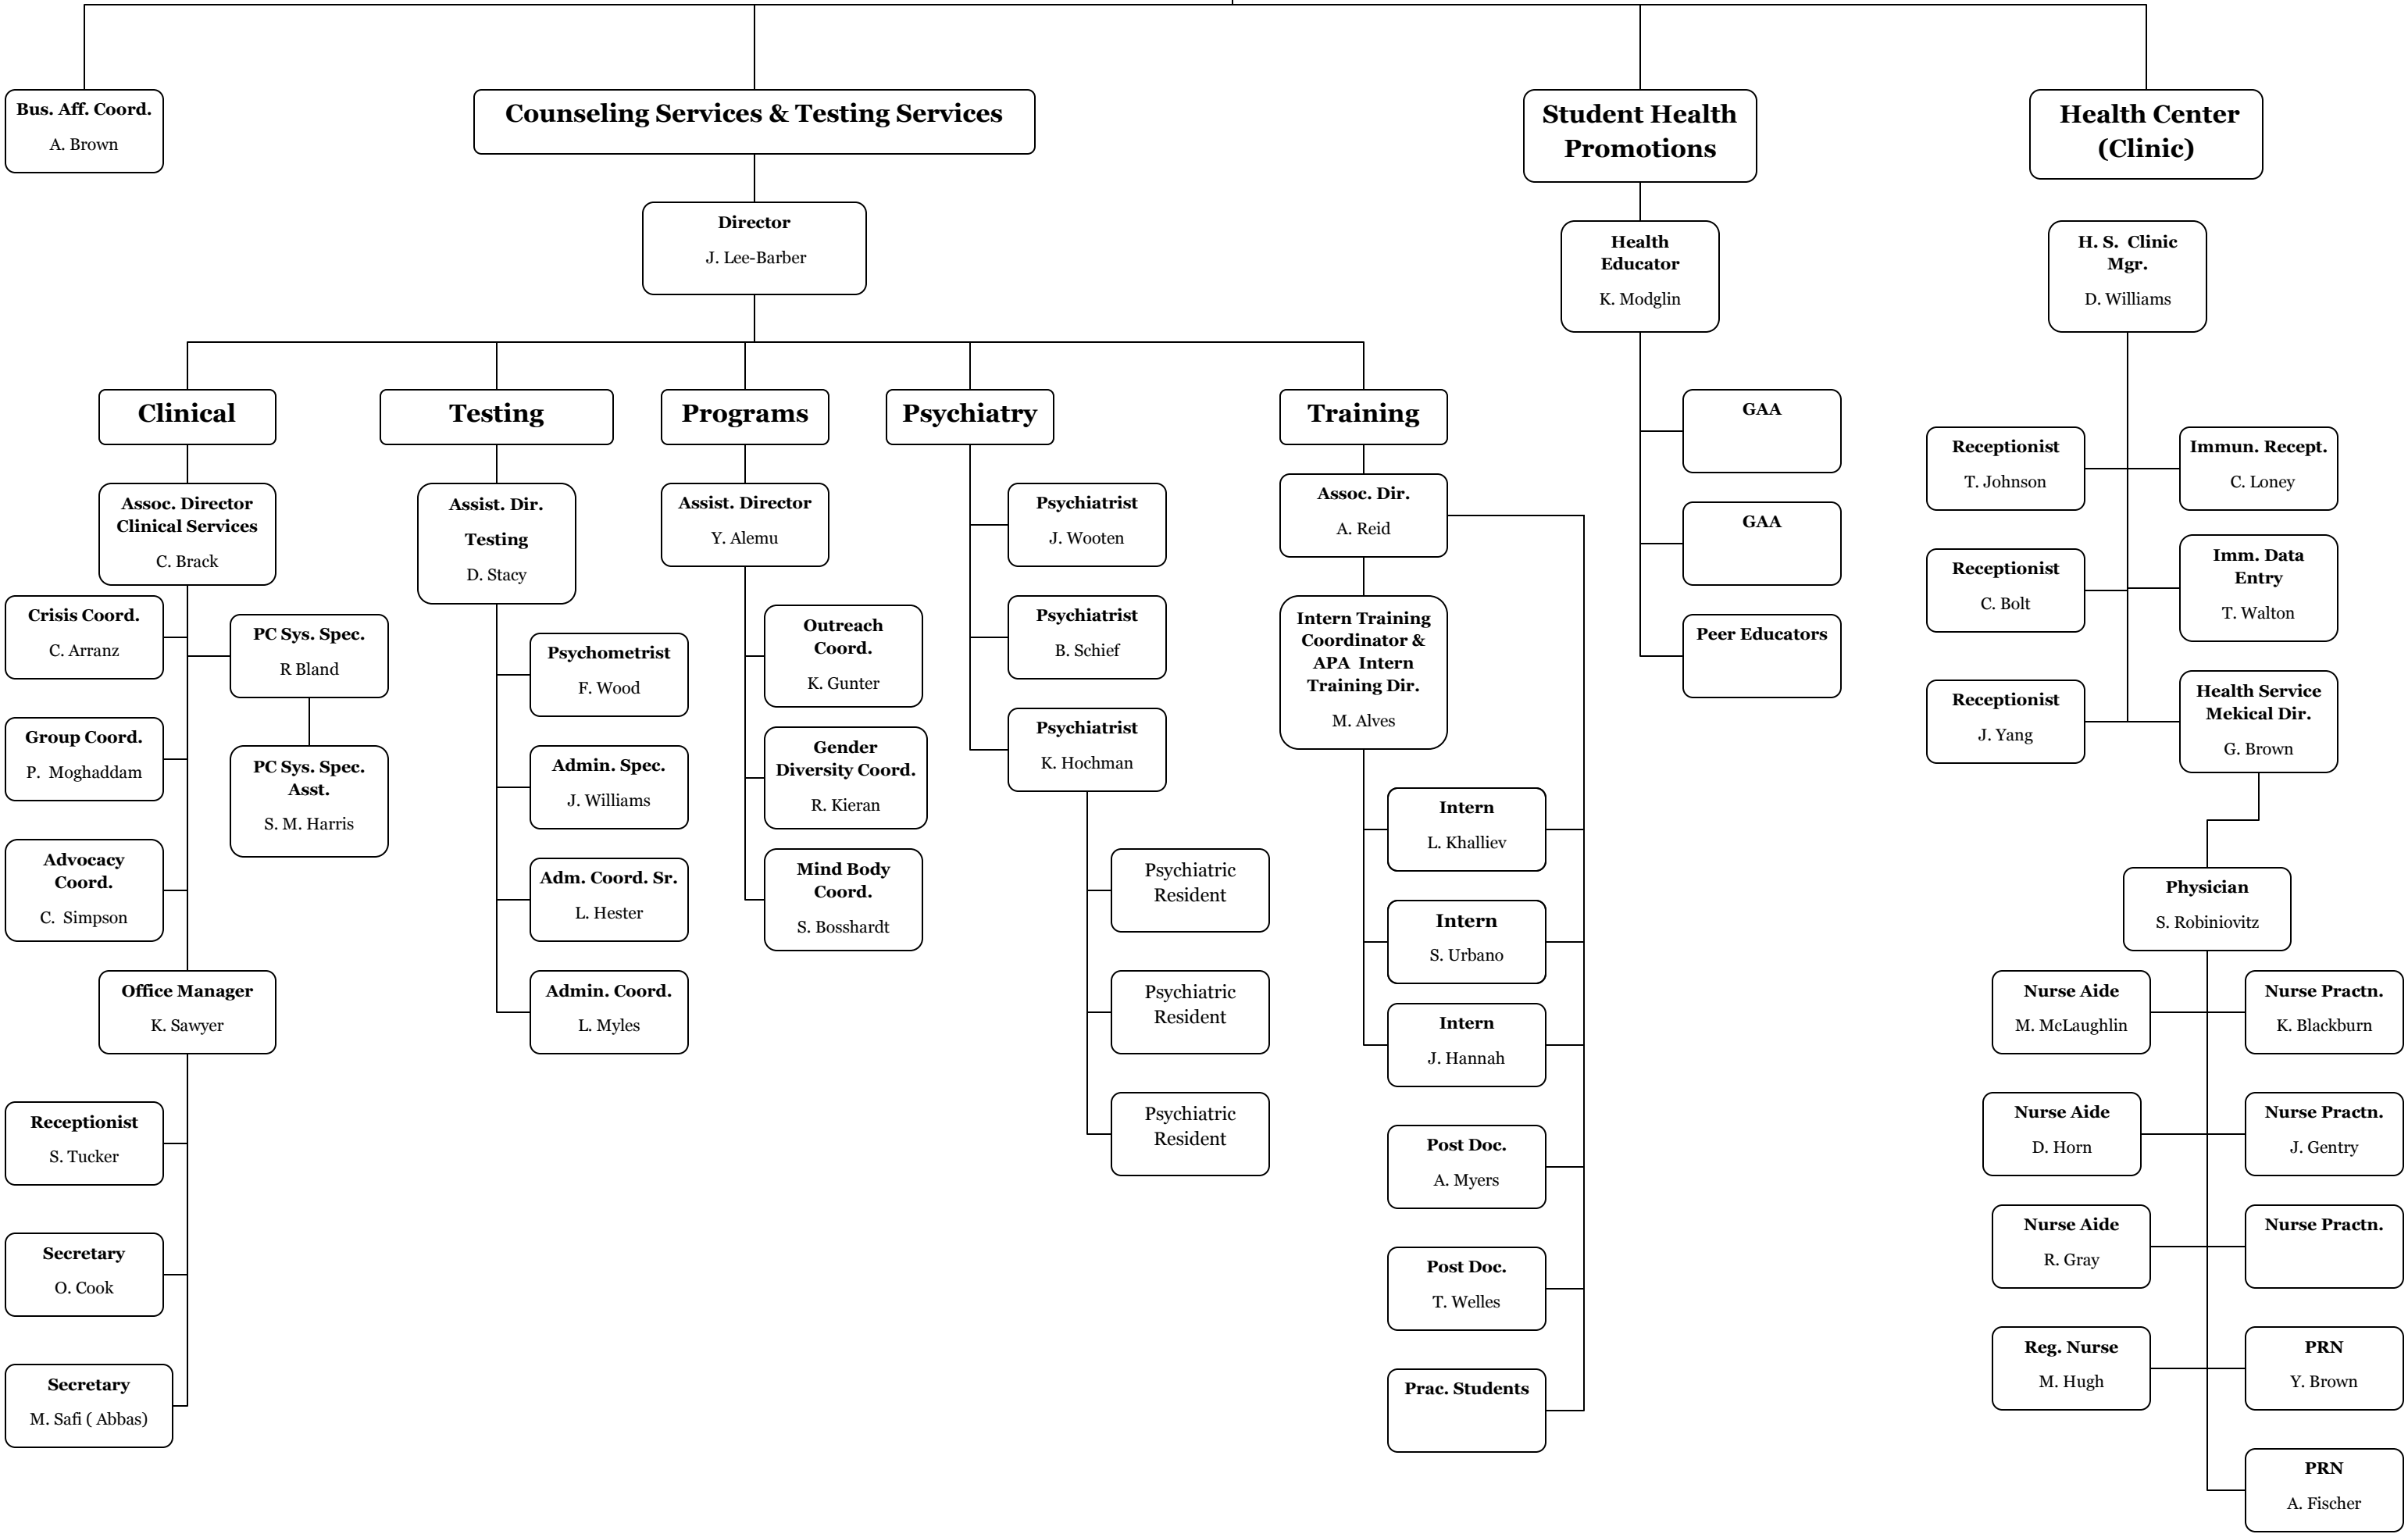 Bus. Aff. Coord.
A. Brown
Counseling Services & Testing Services
Student Health
Promotions
Health Center
(Clinic)
Director
J. Lee-Barber
Health
Educator
K. Modglin
H. S. Clinic
Mgr.
D. Williams
Clinical
Testing
Programs
Psychiatry
Training
Assoc. Director
Clinical Services
C. Brack
Crisis Coord.
C. Arranz
PC Sys. Spec.
R Bland
Group Coord.
P. Moghaddam
PC Sys. Spec.
Asst.
S. M. Harris
Advocacy
Coord.
C. Simpson
Office Manager
K. Sawyer
Receptionist
S. Tucker
Secretary
O. Cook
Secretary
M. Safi ( Abbas)
Assist. Dir.
Testing
D. Stacy
Psychometrist
F. Wood
Admin. Spec.
J. Williams
Adm. Coord. Sr.
L. Hester
Admin. Coord.
L. Myles
Assist. Director
Y. Alemu
Outreach
Coord.
K. Gunter
Gender
Diversity Coord.
R. Kieran
Mind Body
Coord.
S. Bosshardt
Psychiatrist
J. Wooten
Psychiatrist
B. Schief
Psychiatrist
K. Hochman
Psychiatric
Resident
Psychiatric
Resident
Psychiatric
Resident
Assoc. Dir.
A. Reid
Intern Training
Coordinator &
APA Intern
Training Dir.
M. Alves
Intern
L. Khalliev
Intern
S. Urbano
Intern
J. Hannah
Post Doc.
A. Myers
Post Doc.
T. Welles
Prac. Students
GAA
GAA
Peer Educators
Receptionist
T. Johnson
Immun. Recept.
C. Loney
Receptionist
C. Bolt
Imm. Data
Entry
T. Walton
Receptionist
J. Yang
Health Service
Mekical Dir.
G. Brown
Physician
S. Robiniovitz
Nurse Aide
M. McLaughlin
Nurse Practn.
K. Blackburn
Nurse Aide
D. Horn
Nurse Practn.
J. Gentry
Nurse Aide
R. Gray
Nurse Practn.
Reg. Nurse
M. Hugh
PRN
Y. Brown
PRN
A. Fischer